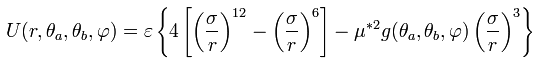 U(r, θ_a, θ_b, φ) = ε { 4 [ (σ/r)^12 − (σ/r)^6 ] − μ*^2 g(θ_a, θ_b, φ) (σ/r)^3 }